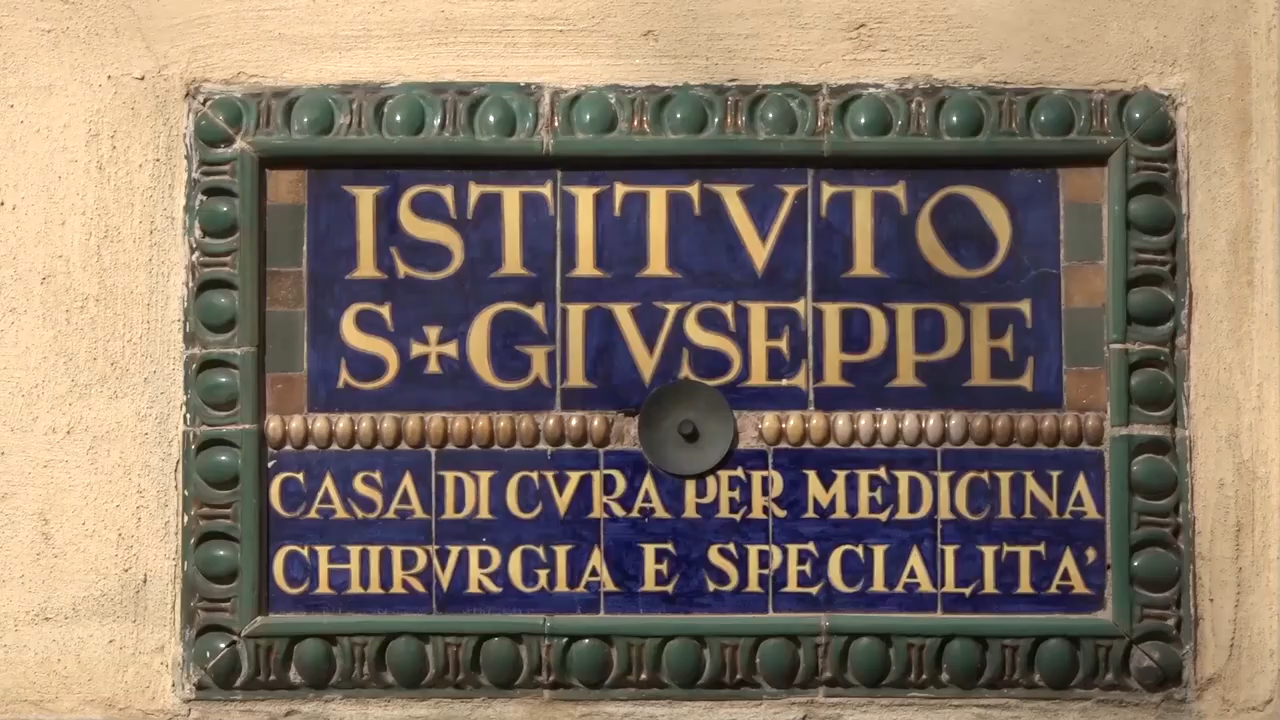 ISTITVTO
S+GIVSEPPE
CASA DI CVRA PER MEDICINA
CHIRVRGIA E SPECIALITA'